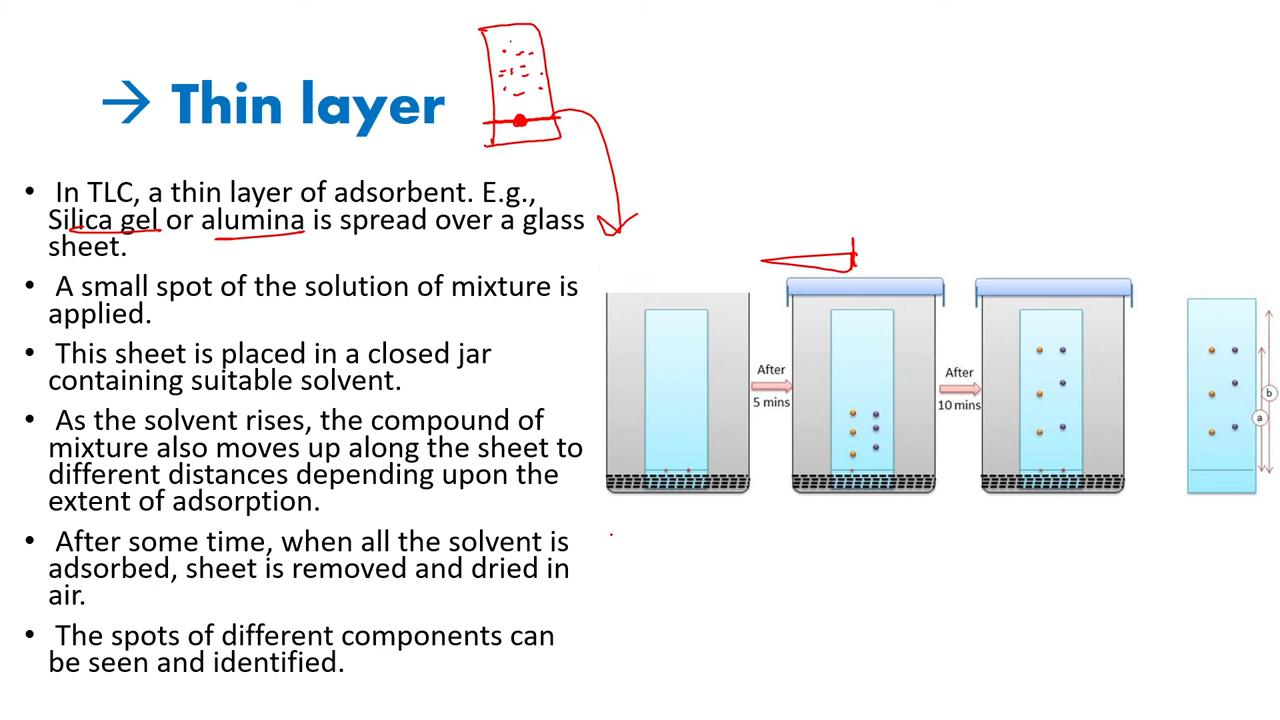 → Thin layer
• In TLC, a thin layer of adsorbent. E.g.,
Silica gel or alumina is spread over a glass
sheet.
• A small spot of the solution of mixture is
applied.
• This sheet is placed in a closed jar
containing suitable solvent.
• As the solvent rises, the compound of
mixture also moves up along the sheet to
different distances depending upon the
extent of adsorption.
• After some time, when all the solvent is
adsorbed, sheet is removed and dried in
air.
• The spots of different components can
be seen and identified.
After
5 mins
After
10 mins
b
a